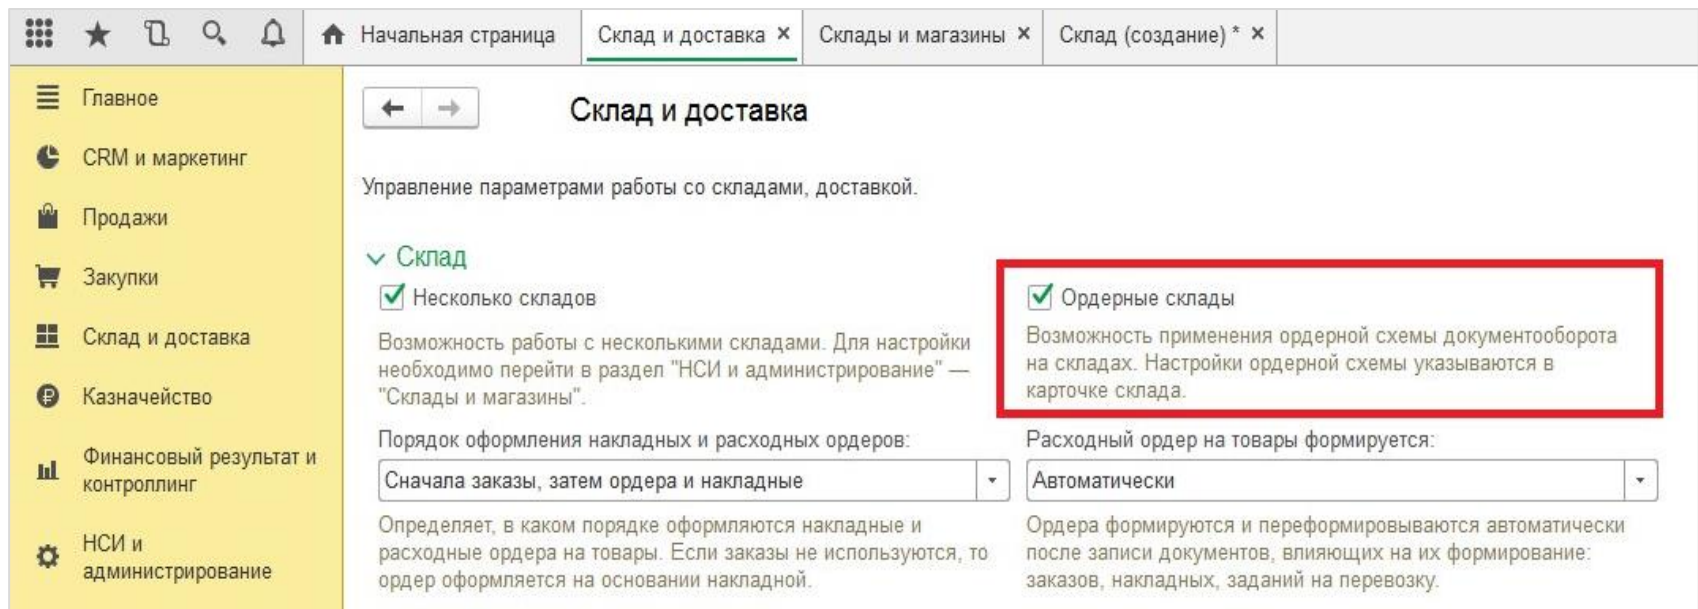 Начальная страница
Склад и доставка ×
Склады и магазины ×
Склад (создание) * ×
Главное
CRM и маркетинг
Продажи
Закупки
Склад и доставка
Казначейство
Финансовый результат и
контроллинг
НСИ и
администрирование
Склад и доставка
Управление параметрами работы со складами, доставкой.
Склад
Несколько складов
Возможность работы с несколькими складами. Для настройки
необходимо перейти в раздел "НСИ и администрирование" —
"Склады и магазины".
Порядок оформления накладных и расходных ордеров:
Сначала заказы, затем ордера и накладные
Определяет, в каком порядке оформляются накладные и
расходные ордера на товары. Если заказы не используются, то
ордер оформляется на основании накладной.
Ордерные склады
Возможность применения ордерной схемы документооборота
на складах. Настройки ордерной схемы указываются в
карточке склада.
Расходный ордер на товары формируется:
Автоматически
Ордера формируются и переформировываются автоматически
после записи документов, влияющих на их формирование:
заказов, накладных, заданий на перевозку.